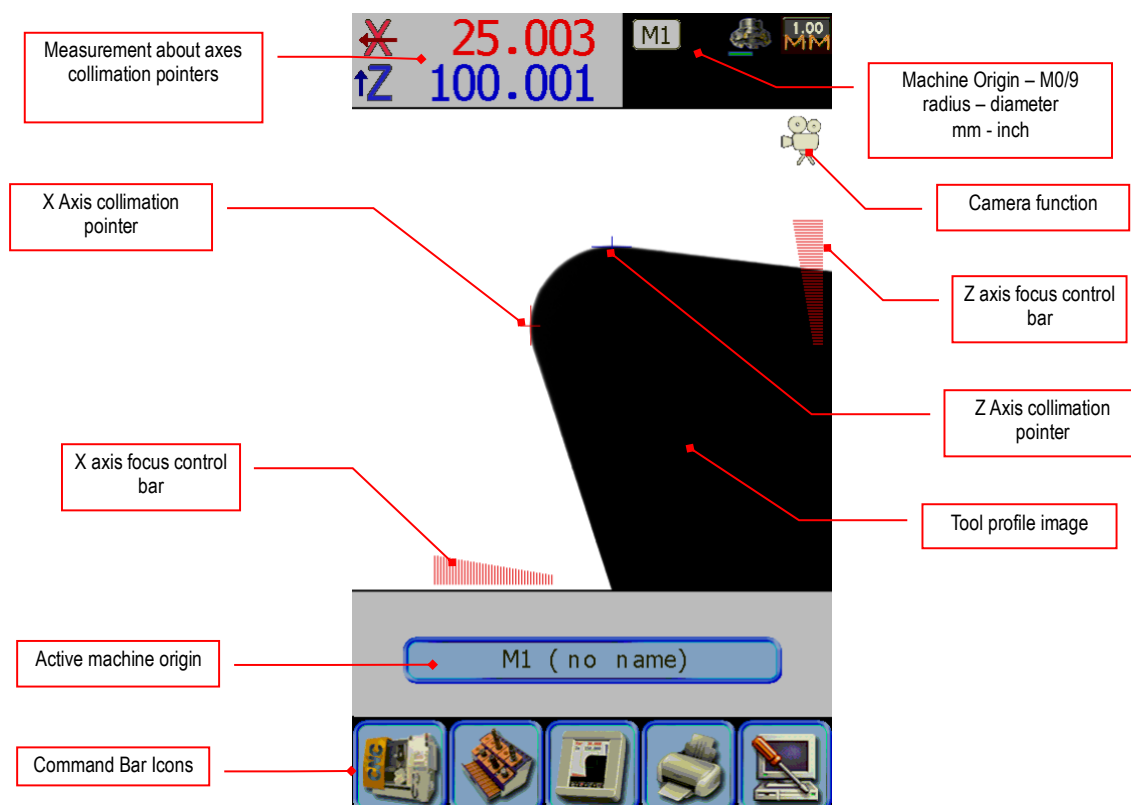 Measurement about axes
collimation pointers
X 25.003
Z 100.001
M1
1.00
MM
Machine Origin – M0/9
radius – diameter
mm - inch
X Axis collimation
pointer
Camera function
Z axis focus control
bar
Z Axis collimation
pointer
X axis focus control
bar
Tool profile image
Active machine origin
M1 ( no name)
Command Bar Icons
CNC